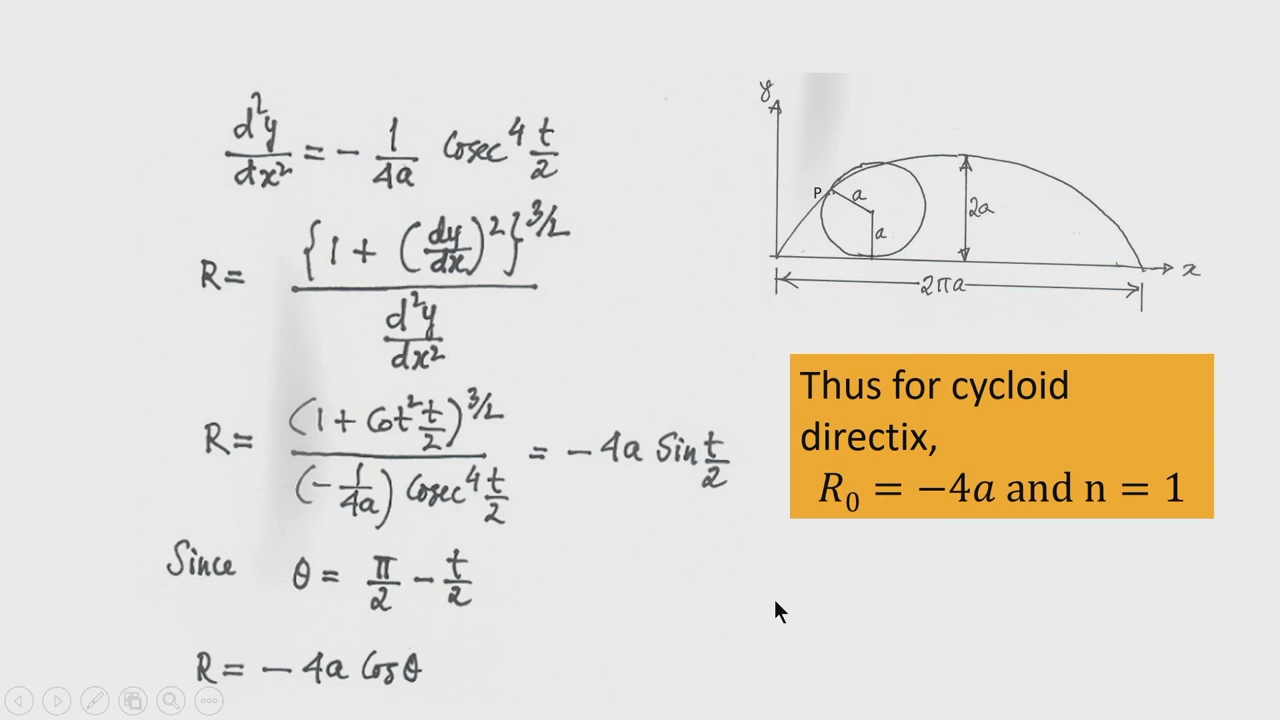 d²y/dx² = - 1/4a Cosec⁴ t/2
R = {1 + (dy/dx)²}^3/2 / d²y/dx²
R = (1 + Cot² t/2)^3/2 / (- 1/4a) Cosec⁴ t/2 = - 4a Sin t/2
Since θ = π/2 - t/2
R = - 4a Cos θ
y
P
a
a
2a
x
2πa
Thus for cycloid
directix,
R₀ = −4a and n = 1